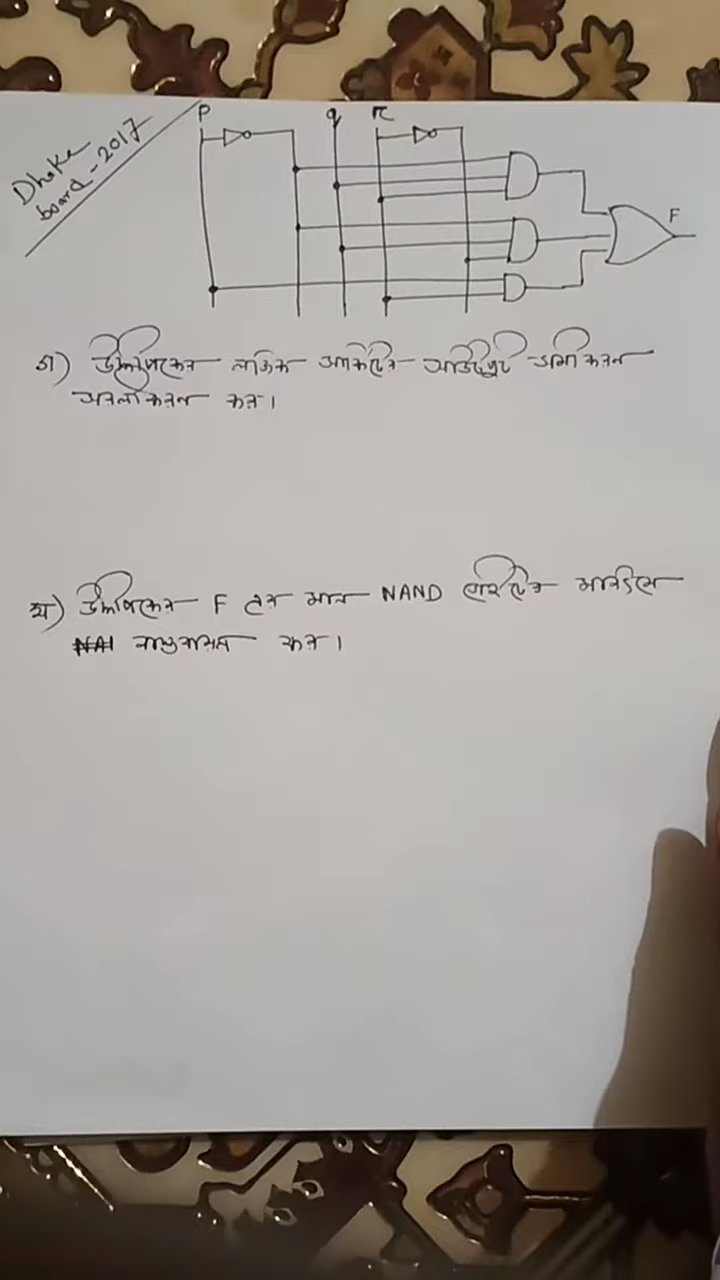 Dhaka
board-2017
P q r
F
গ) উদ্দীপকের লজিক সার্কিটের আউটপুট সমীকরণ
সরলীকরণ কর।
ঘ) উদ্দীপকের F এর মান NAND গেইটের মাধ্যমে
বাস্তবায়ন কর।